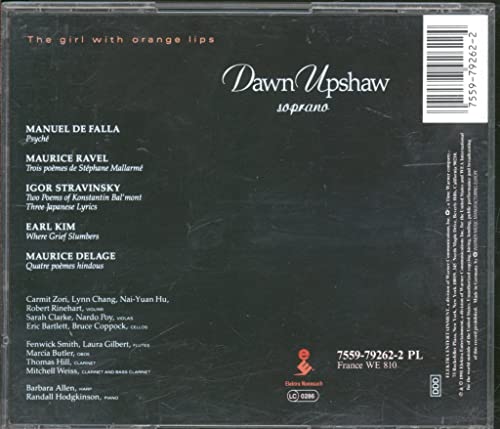 The girl with orange lips
Dawn Upshaw
soprano
7559-79262-2
MANUEL DE FALLA
Psyché
MAURICE RAVEL
Trois poèmes de Stéphane Mallarmé
IGOR STRAVINSKY
Two Poems of Konstantin Bal'mont
Three Japanese Lyrics
EARL KIM
Where Grief Slumbers
MAURICE DELAGE
Quatre poèmes hindous
Carmit Zori, Lynn Chang, Nai-Yuan Hu,
Robert Rinehart, VIOLINS
Sarah Clarke, Nardo Poy, VIOLAS
Eric Bartlett, Bruce Coppock, CELLOS
Fenwick Smith, Laura Gilbert, FLUTES
Marcia Butler, OBOE
Thomas Hill, CLARINET
Mitchell Weiss, CLARINET AND BASS CLARINET
Barbara Allen, HARP
Randall Hodgkinson, PIANO
e
Elektra Nonesuch
LC 0286
7559-79262-2 PL
France WE 810
DDD